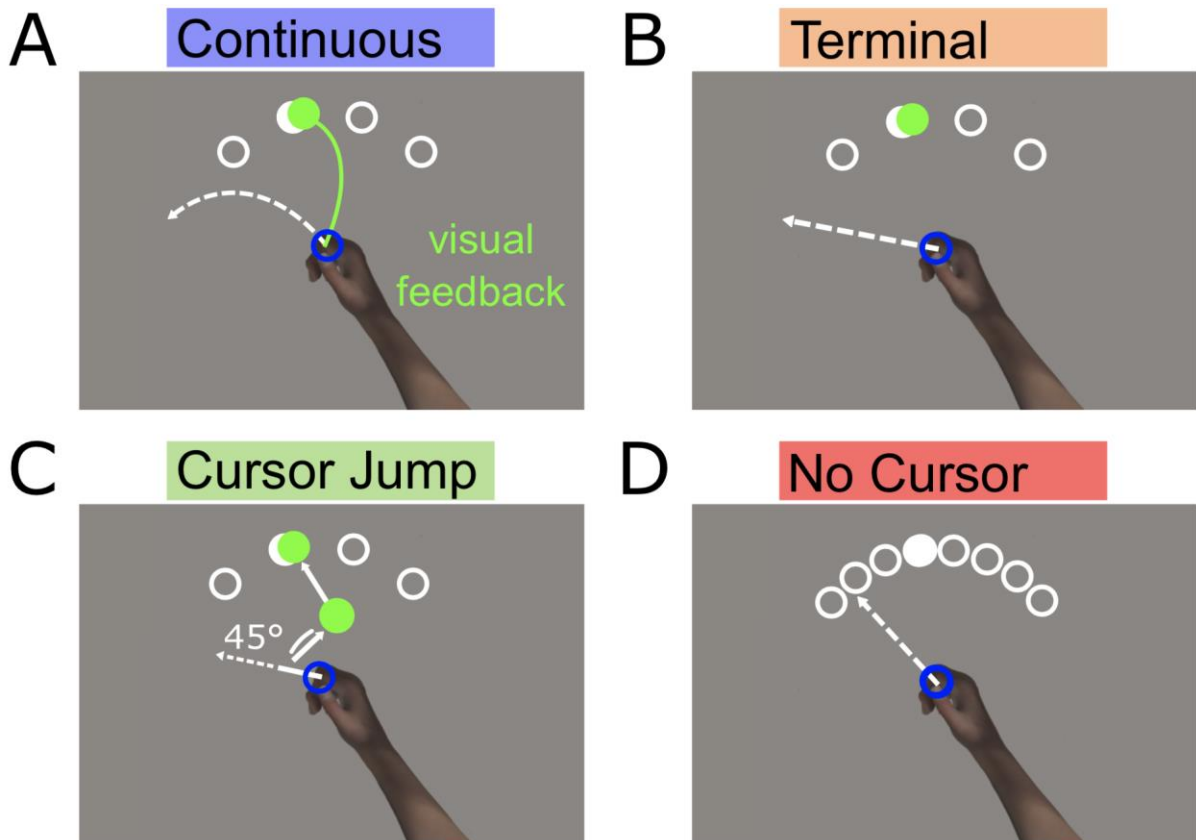 A
Continuous
visual
feedback
B
Terminal
C
Cursor Jump
45°
D
No Cursor